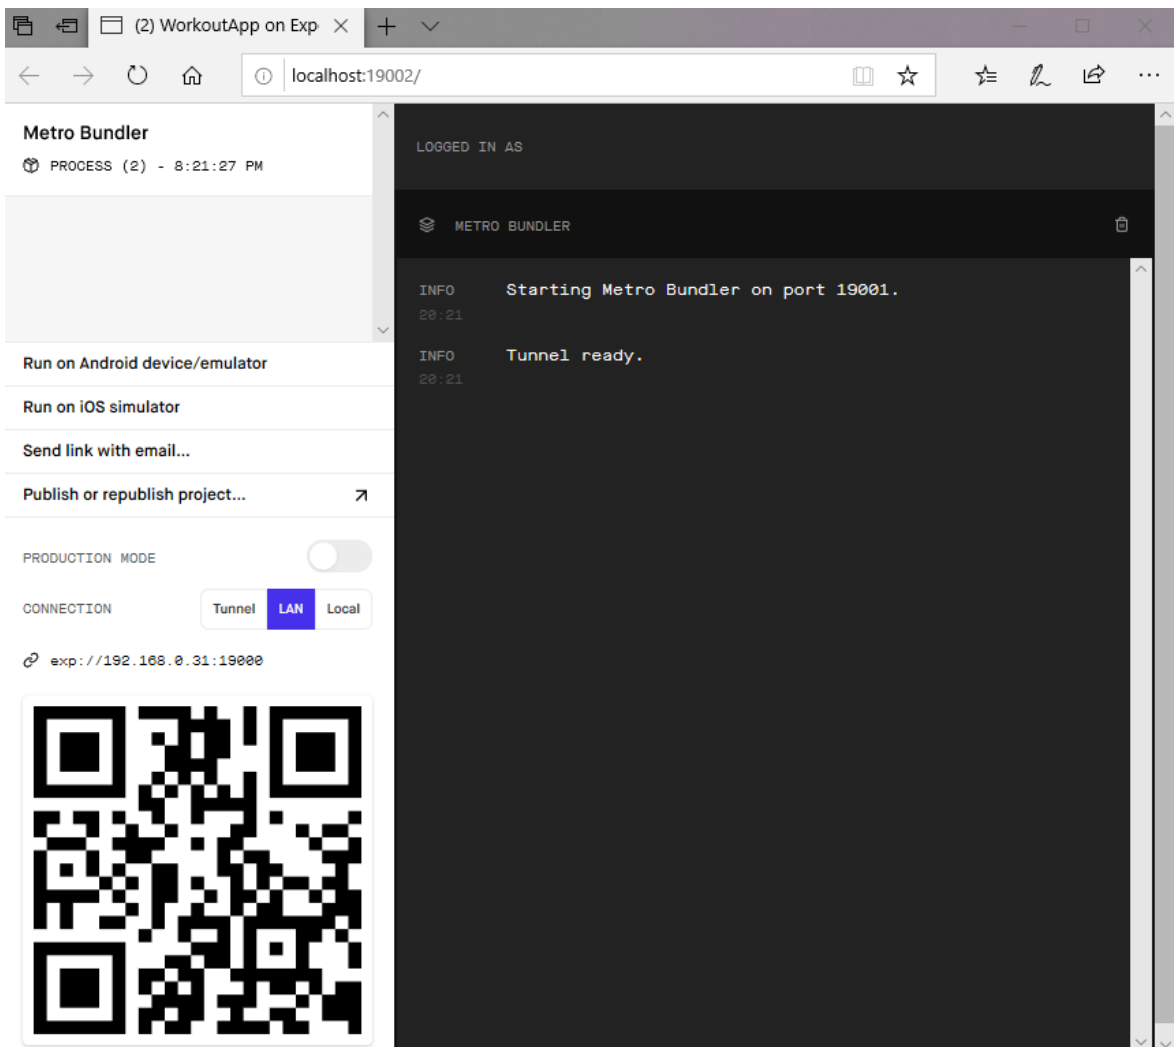 (2) WorkoutApp on Exp
localhost:19002/
Metro Bundler
PROCESS (2) - 8:21:27 PM
Run on Android device/emulator
Run on iOS simulator
Send link with email...
Publish or republish project...
PRODUCTION MODE
CONNECTION Tunnel LAN Local
exp://192.168.0.31:19000
LOGGED IN AS
METRO BUNDLER
INFO Starting Metro Bundler on port 19001.
20:21
INFO Tunnel ready.
20:21